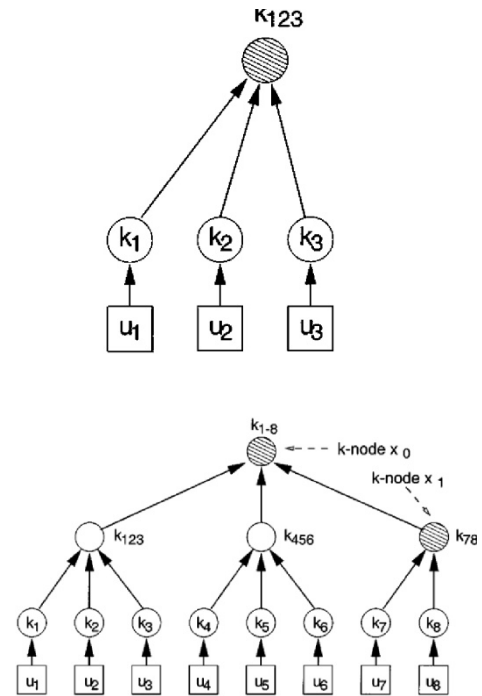 k123
k1 k2 k3
u1 u2 u3
k1-8
k-node x0
k-node x1
k123 k456 k78
k1 k2 k3 k4 k5 k6 k7 k8
u1 u2 u3 u4 u5 u6 u7 u8